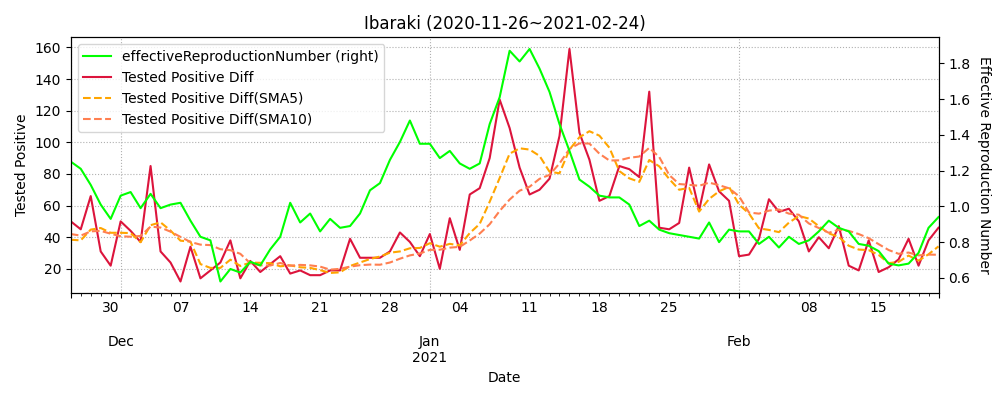 Ibaraki (2020-11-26~2021-02-24)
effectiveReproductionNumber (right)
Tested Positive Diff
Tested Positive Diff(SMA5)
Tested Positive Diff(SMA10)
Tested Positive
160
140
120
100
80
60
40
20
1.8
1.6
1.4
1.2
1.0
0.8
0.6
Effective Reproduction Number
30 07 14 21 28 04 11 18 25 08 15
Dec Jan Feb
2021
Date